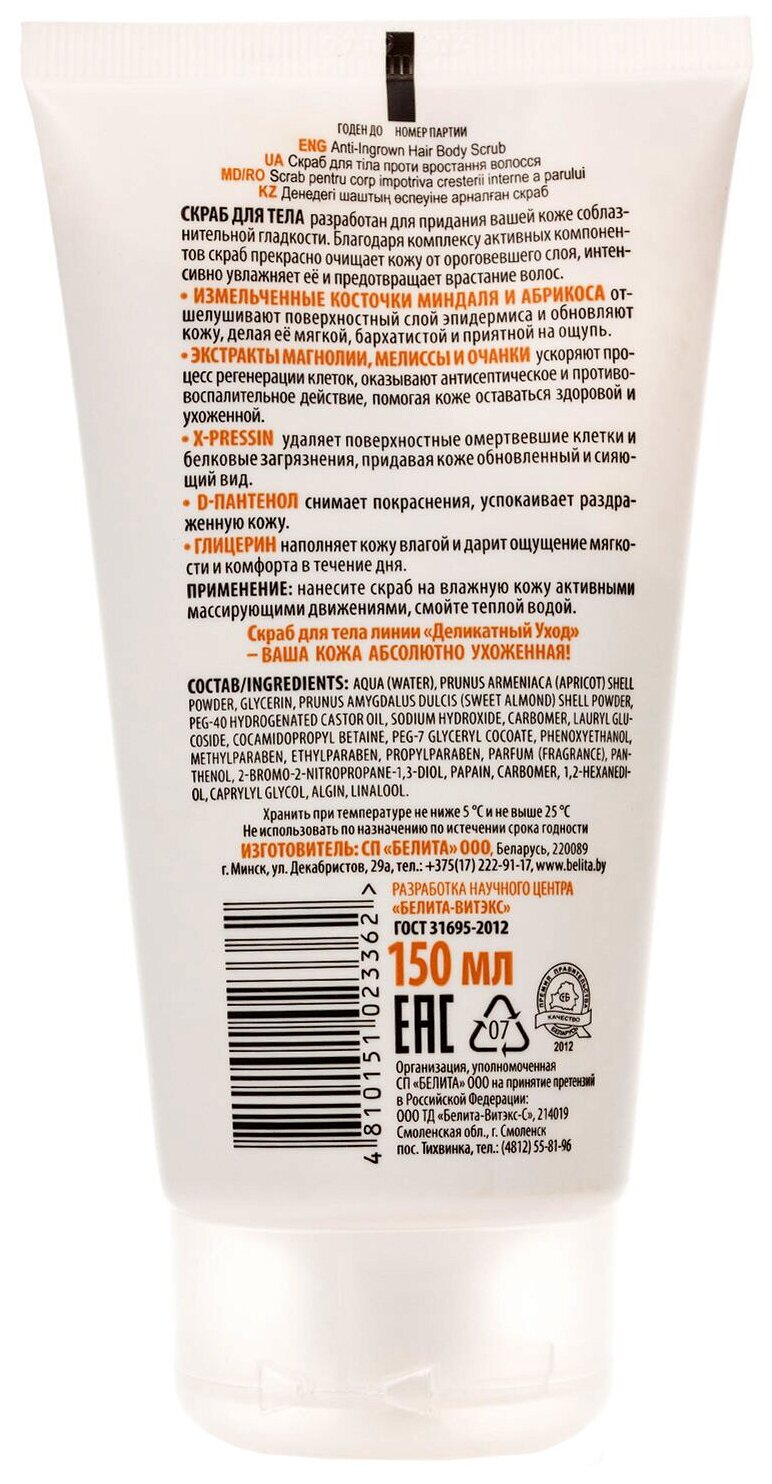 ГОДЕН ДО НОМЕР ПАРТИИ
ENG Anti-Ingrown Hair Body Scrub
UA Скраб для тіла проти вростання волосся
MD/RO Scrab pentru corp impotriva cresterii interne a parului
KZ Денедегі шаштың өспеуіне арналған скраб
СКРАБ ДЛЯ ТЕЛА разработан для придания вашей коже соблаз-
нительной гладкости. Благодаря комплексу активных компонен-
тов скраб прекрасно очищает кожу от ороговевшего слоя, интен-
сивно увлажняет её и предотвращает врастание волос.
• ИЗМЕЛЬЧЕННЫЕ КОСТОЧКИ МИНДАЛЯ И АБРИКОСА от-
шелушивают поверхностный слой эпидермиса и обновляют
кожу, делая её мягкой, бархатистой и приятной на ощупь.
• ЭКСТРАКТЫ МАГНОЛИИ, МЕЛИССЫ И ОЧАНКИ ускоряют про-
цесс регенерации клеток, оказывают антисептическое и противо-
воспалительное действие, помогая коже оставаться здоровой и
ухоженной.
• X-PRESSIN удаляет поверхностные омертвевшие клетки и
белковые загрязнения, придавая коже обновленный и сияю-
щий вид.
• D-ПАНТЕНОЛ снимает покраснения, успокаивает раздра-
женную кожу.
• ГЛИЦЕРИН наполняет кожу влагой и дарит ощущение мягко-
сти и комфорта в течение дня.
ПРИМЕНЕНИЕ: нанесите скраб на влажную кожу активными
массирующими движениями, смойте теплой водой.
Скраб для тела линии «Деликатный Уход»
– ВАША КОЖА АБСОЛЮТНО УХОЖЕННАЯ!
СОСТАВ/INGREDIENTS: AQUA (WATER), PRUNUS ARMENIACA (APRICOT) SHELL
POWDER, GLYCERIN, PRUNUS AMYGDALUS DULCIS (SWEET ALMOND) SHELL POWDER,
PEG-40 HYDROGENATED CASTOR OIL, SODIUM HYDROXIDE, CARBOMER, LAURYL GLU-
COSIDE, COCAMIDOPROPYL BETAINE, PEG-7 GLYCERYL COCOATE, PHENOXYETHANOL,
METHYLPARABEN, ETHYLPARABEN, PROPYLPARABEN, PARFUM (FRAGRANCE), PAN-
THENOL, 2-BROMO-2-NITROPROPANE-1,3-DIOL, PAPAIN, CARBOMER, 1,2-HEXANEDI-
OL, CAPRYLYL GLYCOL, ALGIN, LINALOOL.
Хранить при температуре не ниже 5 °C и не выше 25 °C
Не использовать по назначению по истечении срока годности
ИЗГОТОВИТЕЛЬ: СП «БЕЛИТА» ООО, Беларусь, 220089
г. Минск, ул. Декабристов, 29а, тел.: +375(17) 222-91-17, www.belita.by
РАЗРАБОТКА НАУЧНОГО ЦЕНТРА
«БЕЛИТА-ВИТЭКС»
ГОСТ 31695-2012
150 мл
EAC
07
ПРЕМИЯ ПРАВИТЕЛЬСТВА
КАЧЕСТВО
БЕЛАРУСЬ
2012
Организация, уполномоченная
СП «БЕЛИТА» ООО на принятие претензий
в Российской Федерации:
ООО ТД «Белита-Витэкс-С», 214019
Смоленская обл., г. Смоленск
пос. Тихвинка, тел.: (4812) 55-81-96
4 810151 023362 >